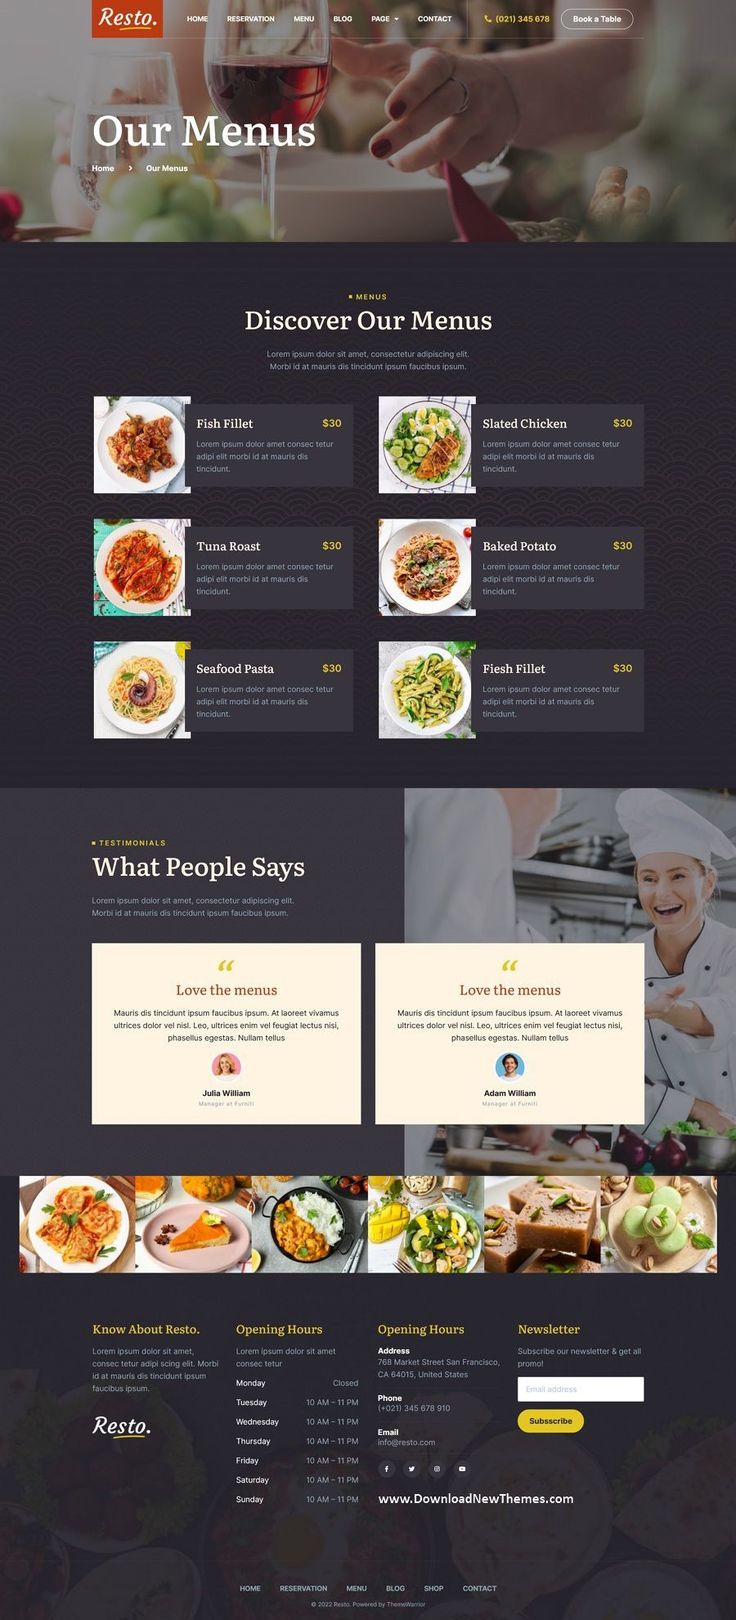 Resto.
HOME RESERVATION MENU BLOG PAGE CONTACT (021) 345 678 Book a Table
Our Menus
Home > Our Menus
MENUS
Discover Our Menus
Lorem ipsum dolor sit amet, consectetur adipiscing elit.
Morbi id at mauris dis tincidunt ipsum faucibus ipsum.
Fish Fillet $30
Lorem ipsum dolor amet consec tetur
adipi elit morbi id at mauris dis
tincidunt.
Slated Chicken $30
Lorem ipsum dolor amet consec tetur
adipi elit morbi id at mauris dis
tincidunt.
Tuna Roast $30
Lorem ipsum dolor amet consec tetur
adipi elit morbi id at mauris dis
tincidunt.
Baked Potato $30
Lorem ipsum dolor amet consec tetur
adipi elit morbi id at mauris dis
tincidunt.
Seafood Pasta $30
Lorem ipsum dolor amet consec tetur
adipi elit morbi id at mauris dis
tincidunt.
Fiesh Fillet $30
Lorem ipsum dolor amet consec tetur
adipi elit morbi id at mauris dis
tincidunt.
TESTIMONIALS
What People Says
Lorem ipsum dolor sit amet, consectetur adipiscing elit.
Morbi id at mauris dis tincidunt ipsum faucibus ipsum.
“
Love the menus
Mauris dis tincidunt ipsum faucibus ipsum. At laoreet vivamus
ultrices dolor vel nisl. Leo, ultrices enim vel feugiat lectus nisi,
phasellus egestas. Nullam tellus
Julia William
Manager at Furniti
“
Love the menus
Mauris dis tincidunt ipsum faucibus ipsum. At laoreet vivamus
ultrices dolor vel nisl. Leo, ultrices enim vel feugiat lectus nisi,
phasellus egestas. Nullam tellus
Adam William
Manager at Furniti
Know About Resto.
Lorem ipsum dolor sit amet,
consec tetur adipi scing elit. Morbi
id at mauris dis tincidunt ipsum
faucibus ipsum.
Resto.
Opening Hours
Lorem ipsum dolor sit amet
consec tetur
Monday Closed
Tuesday 10 AM – 11 PM
Wednesday 10 AM – 11 PM
Thursday 10 AM – 11 PM
Friday 10 AM – 11 PM
Saturday 10 AM – 11 PM
Sunday 10 AM – 11 PM
Opening Hours
Address
768 Market Street San Francisco,
CA 64015, United States
Phone
(+021) 345 678 910
Email
info@resto.com
www.DownloadNewThemes.com
Newsletter
Subscribe our newsletter & get all
promo!
Email address
Subsscribe
HOME RESERVATION MENU BLOG SHOP CONTACT
© 2022 Resto. Powered by ThemeWarrior